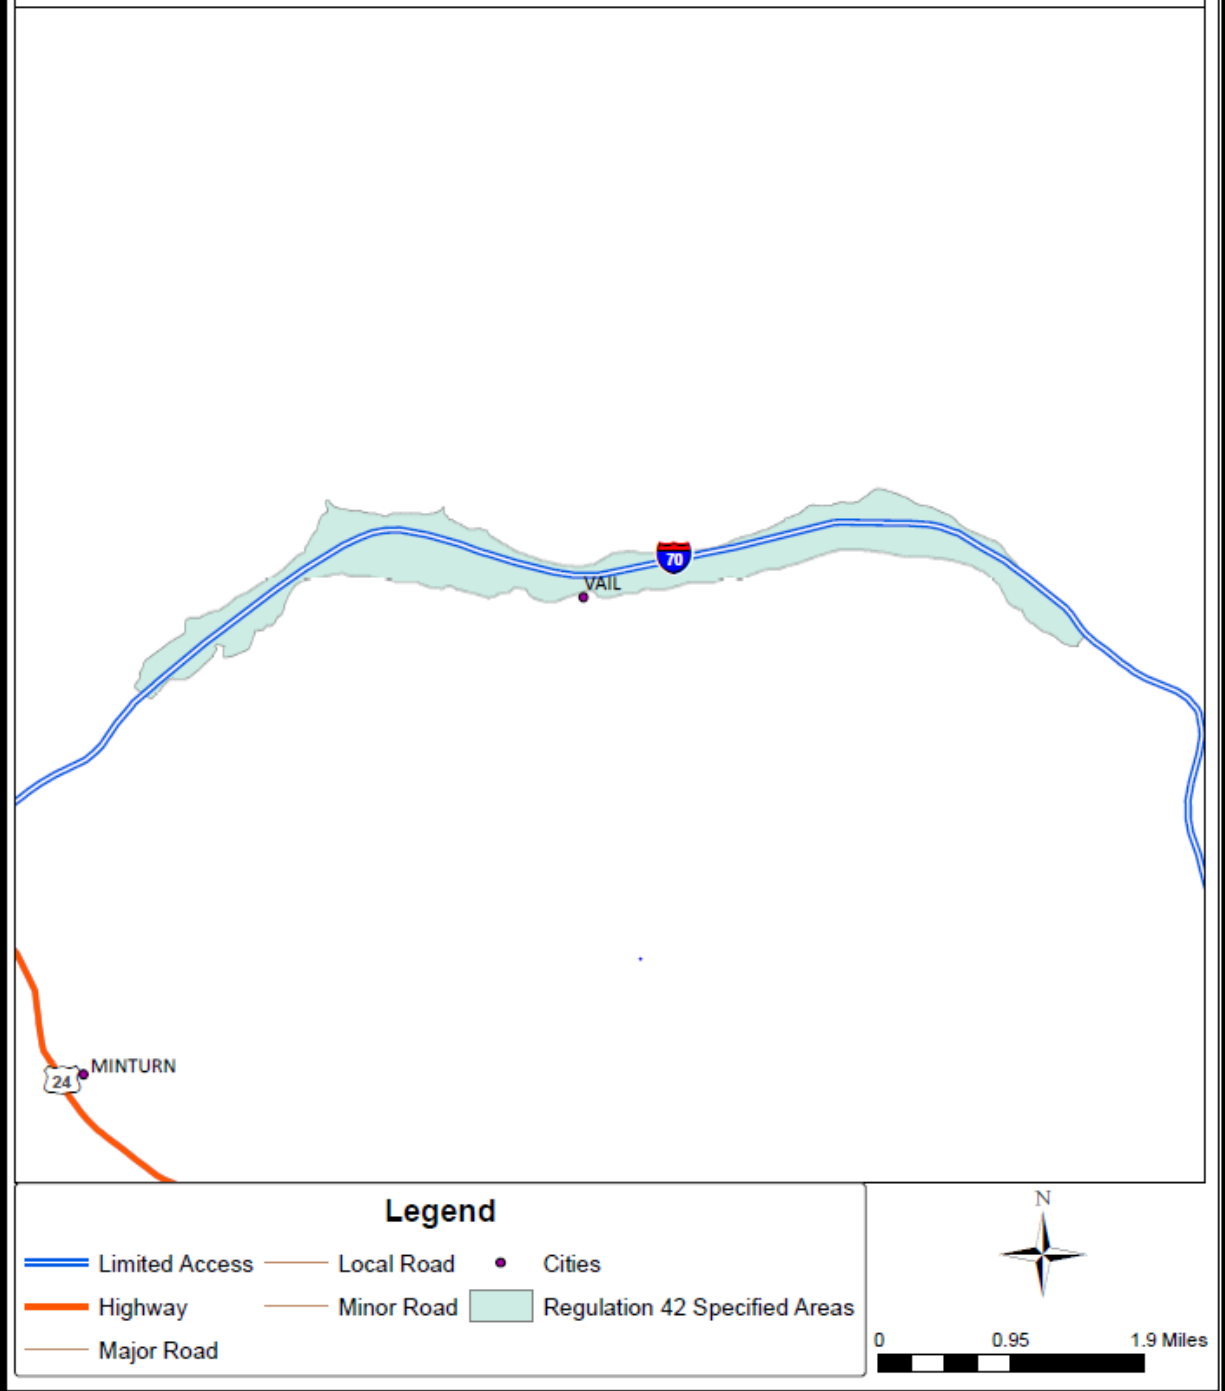 70
VAIL
MINTURN
24
Legend
Limited Access
Local Road
Cities
Highway
Minor Road
Regulation 42 Specified Areas
Major Road
N
0 0.95 1.9 Miles